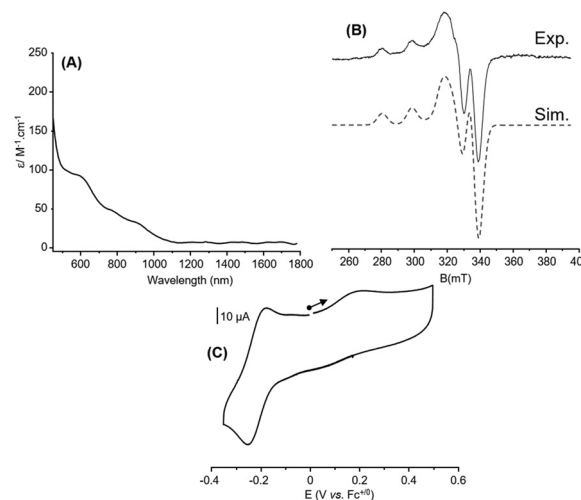 (A)
250
200
150
100
50
0
ε/ M⁻¹.cm⁻¹
600 800 1000 1200 1400 1600 1800
Wavelength (nm)
(B)
Exp.
Sim.
260 280 300 320 340 360 380 40
B(mT)
10 µA
(C)
-0.4 -0.2 0 0.2 0.4 0.6
E (V vs. Fc⁺/⁰)